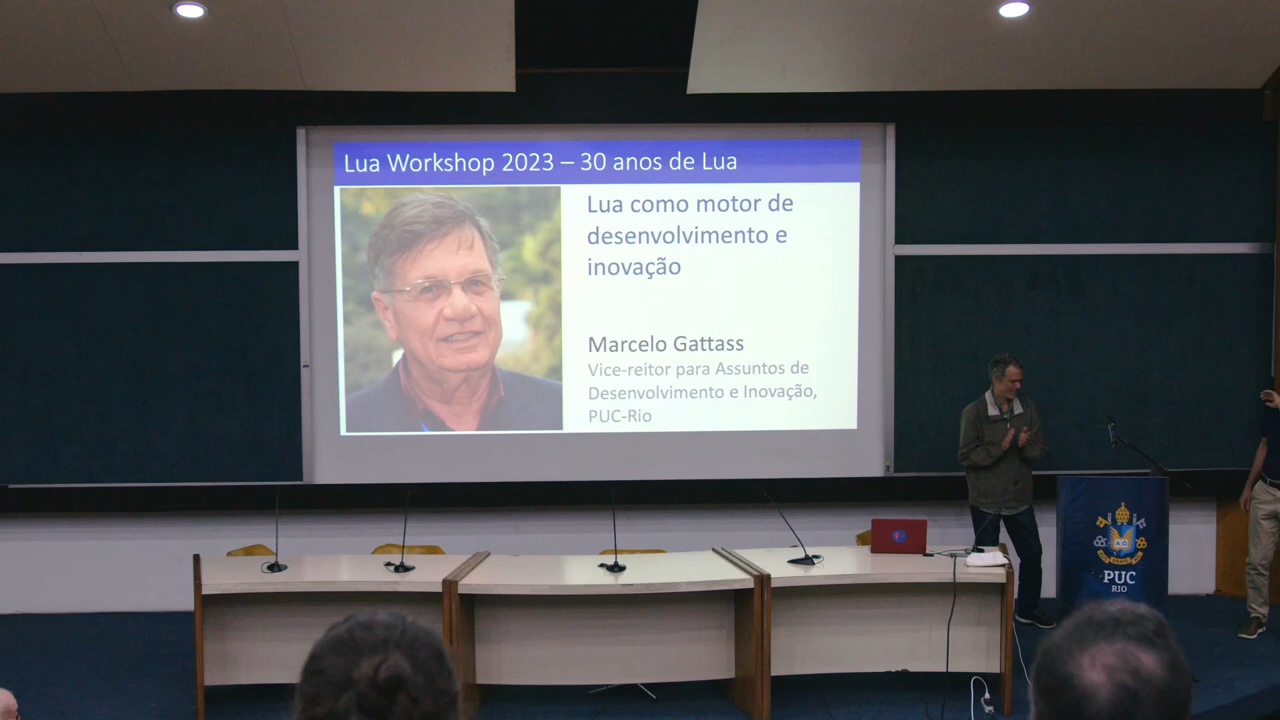 Lua Workshop 2023 – 30 anos de Lua
Lua como motor de
desenvolvimento e
inovação
Marcelo Gattass
Vice-reitor para Assuntos de
Desenvolvimento e Inovação,
PUC-Rio
PUC
RIO